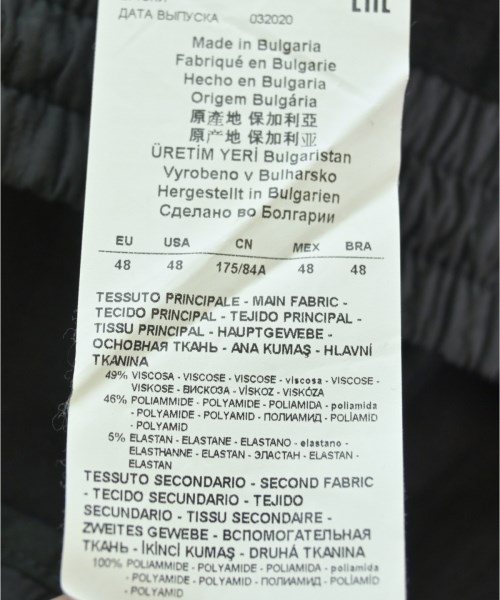 ДАТА ВЫПУСКА 032020
Made in Bulgaria
Fabriqué en Bulgarie
Hecho en Bulgaria
Origem Bulgária
原產地 保加利亞
原产地 保加利亚
ÜRETİM YERİ Bulgaristan
Vyrobeno v Bulharsko
Hergestellt in Bulgarien
Сделано во Болгарии
EU USA CN MEX BRA
48 48 175/84A 48 48
TESSUTO PRINCIPALE - MAIN FABRIC -
TECIDO PRINCIPAL - TEJIDO PRINCIPAL -
TISSU PRINCIPAL - HAUPTGEWEBE -
ОСНОВНАЯ ТКАНЬ - ANA KUMAŞ - HLAVNÍ
TKANINA
49% VISCOSA - VISCOSE - VISCOSE - viscosa - VISCOSE -
VISKOSE - ВИСКОЗА - VİSKOZ - VISKÓZA
46% POLIAMMIDE - POLYAMIDE - POLIAMIDA - poliamida
- POLYAMIDE - POLYAMID - ПОЛИАМИД - POLİAMİD
- POLYAMID
5% ELASTAN - ELASTANE - ELASTANO - elastano -
ELASTHANNE - ELASTAN - ЭЛАСТАН - ELASTAN -
ELASTAN
TESSUTO SECONDARIO - SECOND FABRIC
- TECIDO SECUNDARIO - TEJIDO
SECUNDARIO - TISSU SECONDAIRE -
ZWEITES GEWEBE - ВСПОМОГАТЕЛЬНАЯ
ТКАНЬ - İKİNCİ KUMAŞ - DRUHÁ TKANINA
100% POLIAMMIDE - POLYAMIDE - POLIAMIDA - poliamida
- POLYAMIDE - POLYAMID - ПОЛИАМИД - POLİAMİD
- POLYAMID